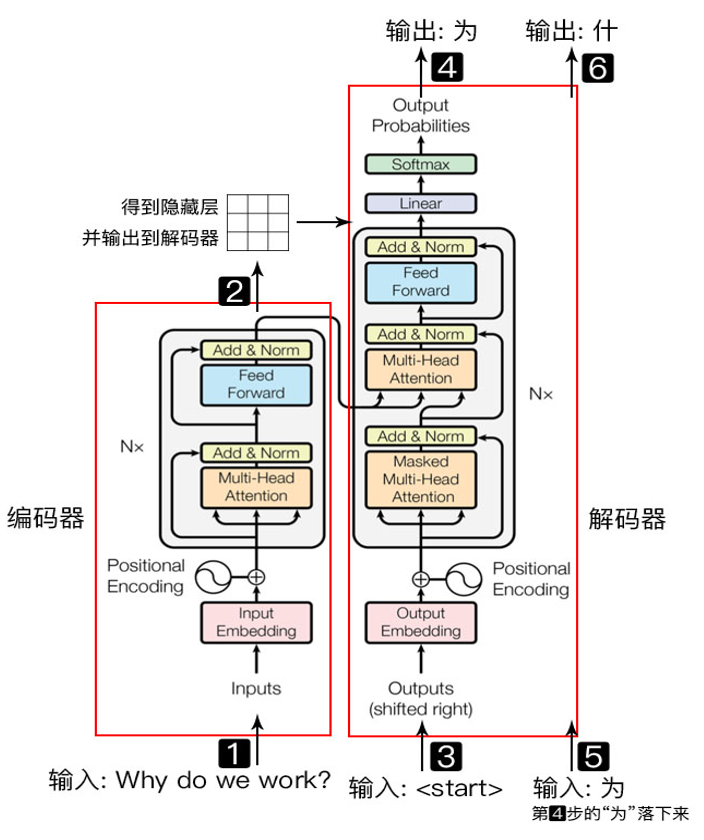 输出: 为
输出: 什
4
6
Output
Probabilities
Softmax
Linear
得到隐藏层
并输出到解码器
2
Add & Norm
Feed
Forward
Add & Norm
Multi-Head
Attention
Add & Norm
Masked
Multi-Head
Attention
N×
Add & Norm
Feed
Forward
Add & Norm
Multi-Head
Attention
N×
编码器
解码器
Positional
Encoding
Positional
Encoding
Input
Embedding
Output
Embedding
Inputs
Outputs
(shifted right)
1
3
5
输入: Why do we work?
输入: <start>
输入: 为
第4步的“为”落下来